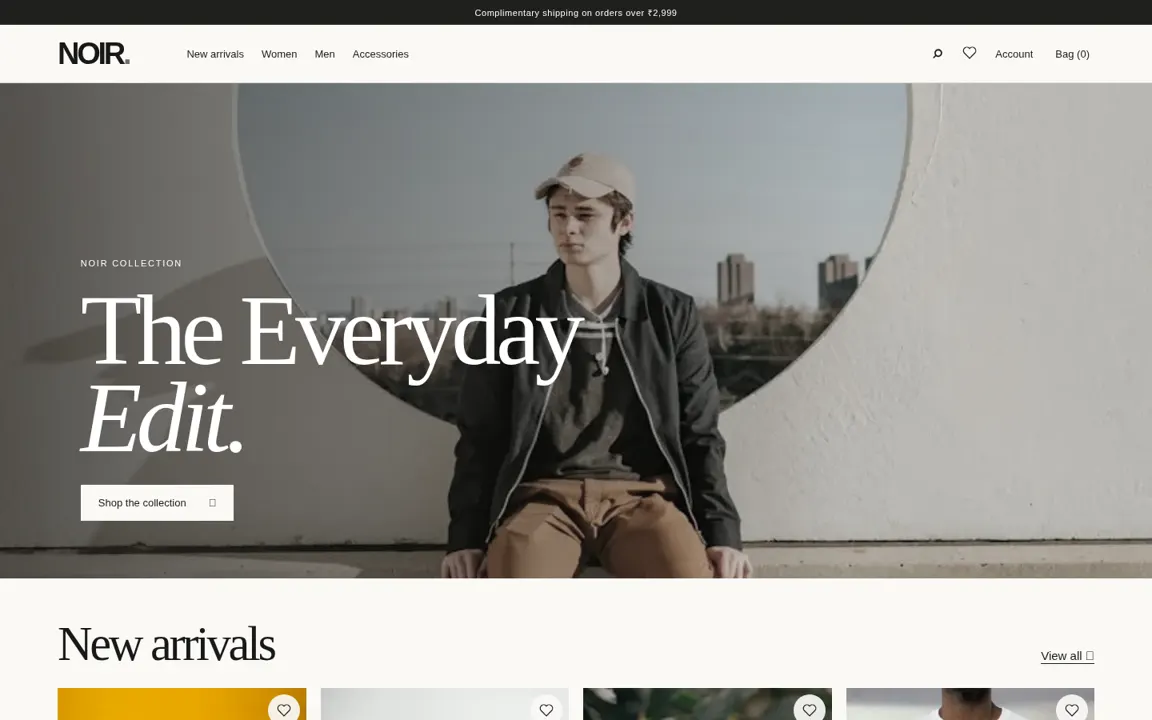 Complimentary shipping on orders over ₹2,999
NOIR.
New arrivals Women Men Accessories
Account Bag (0)
NOIR COLLECTION
The Everyday
Edit.
Shop the collection
New arrivals
View all